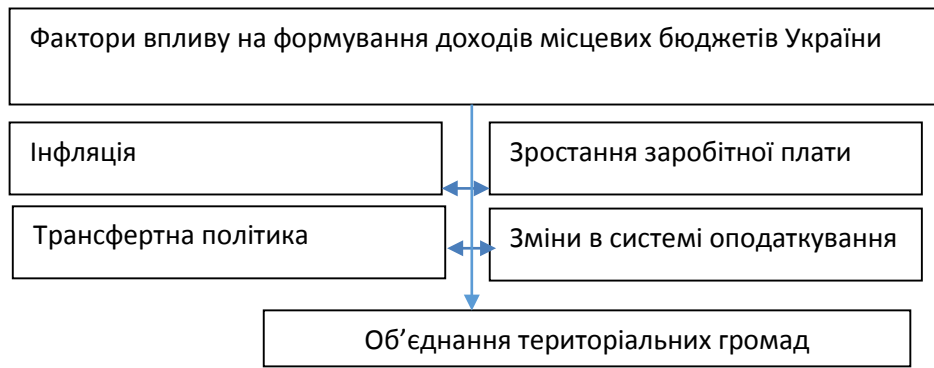 Фактори впливу на формування доходів місцевих бюджетів України
Інфляція
Зростання заробітної плати
Трансфертна політика
Зміни в системі оподаткування
Об’єднання територіальних громад